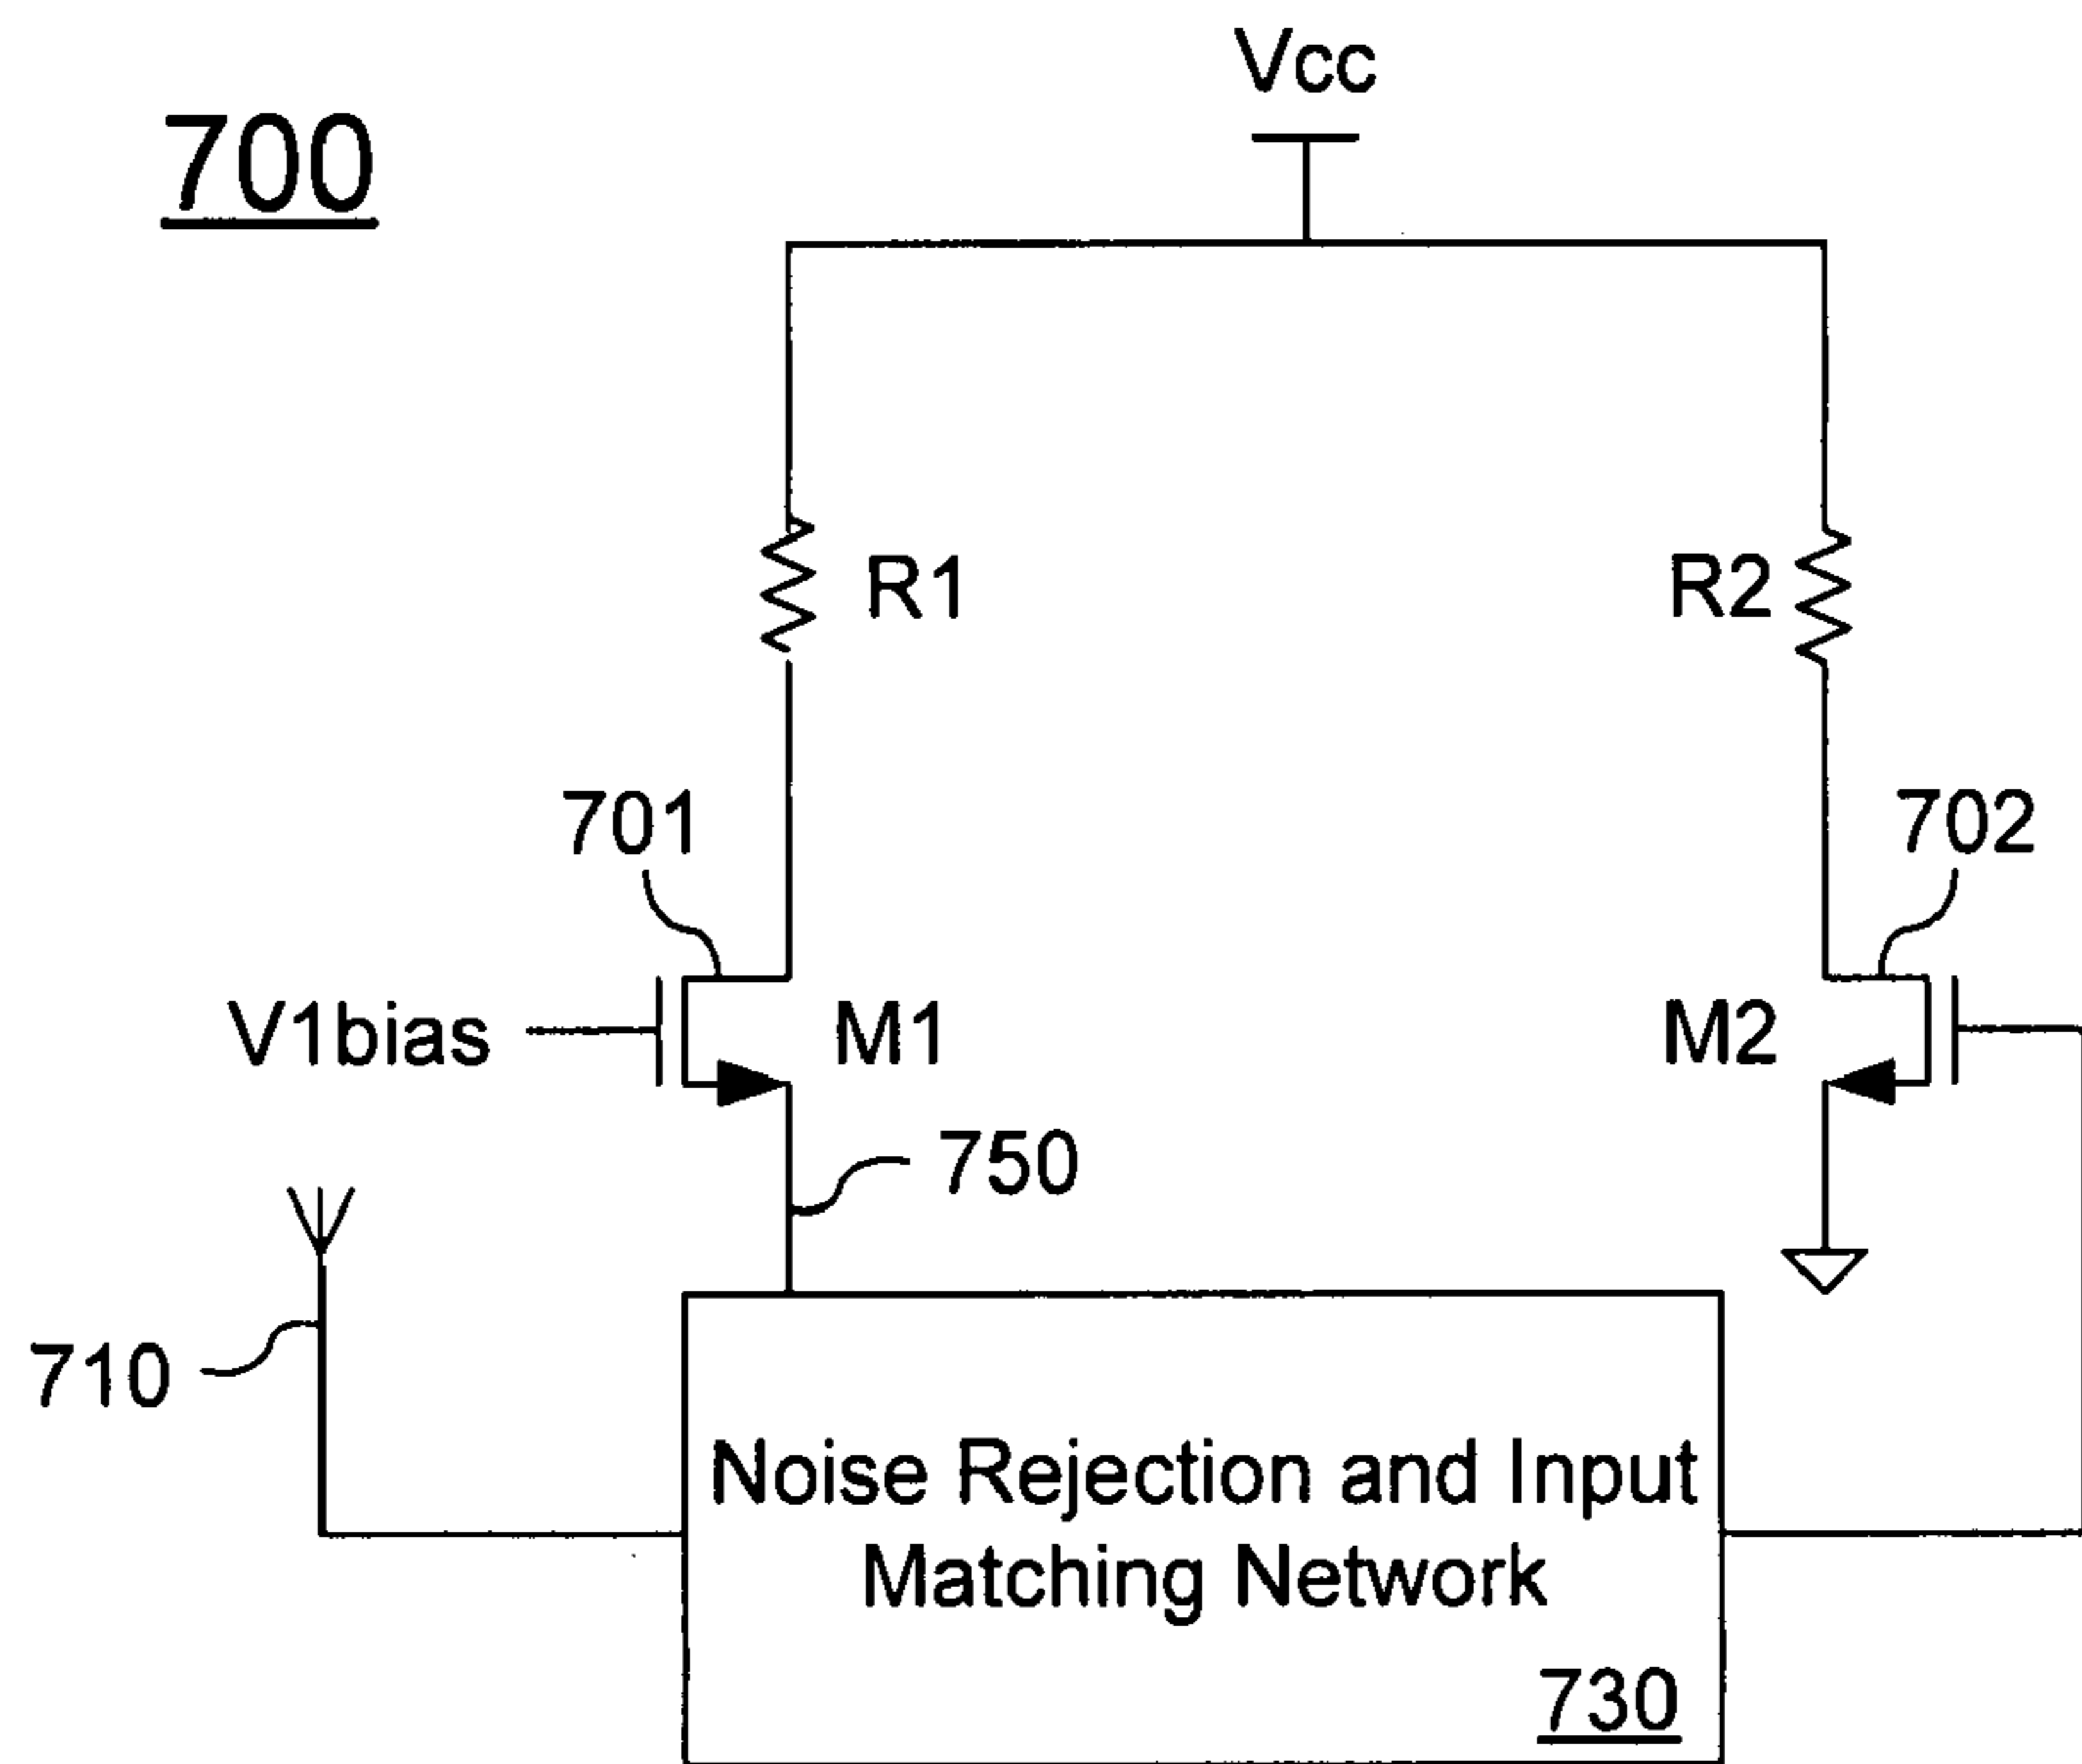 Vcc
700
R1
R2
701
702
V1bias
M1
M2
750
710
Noise Rejection and Input
Matching Network
730